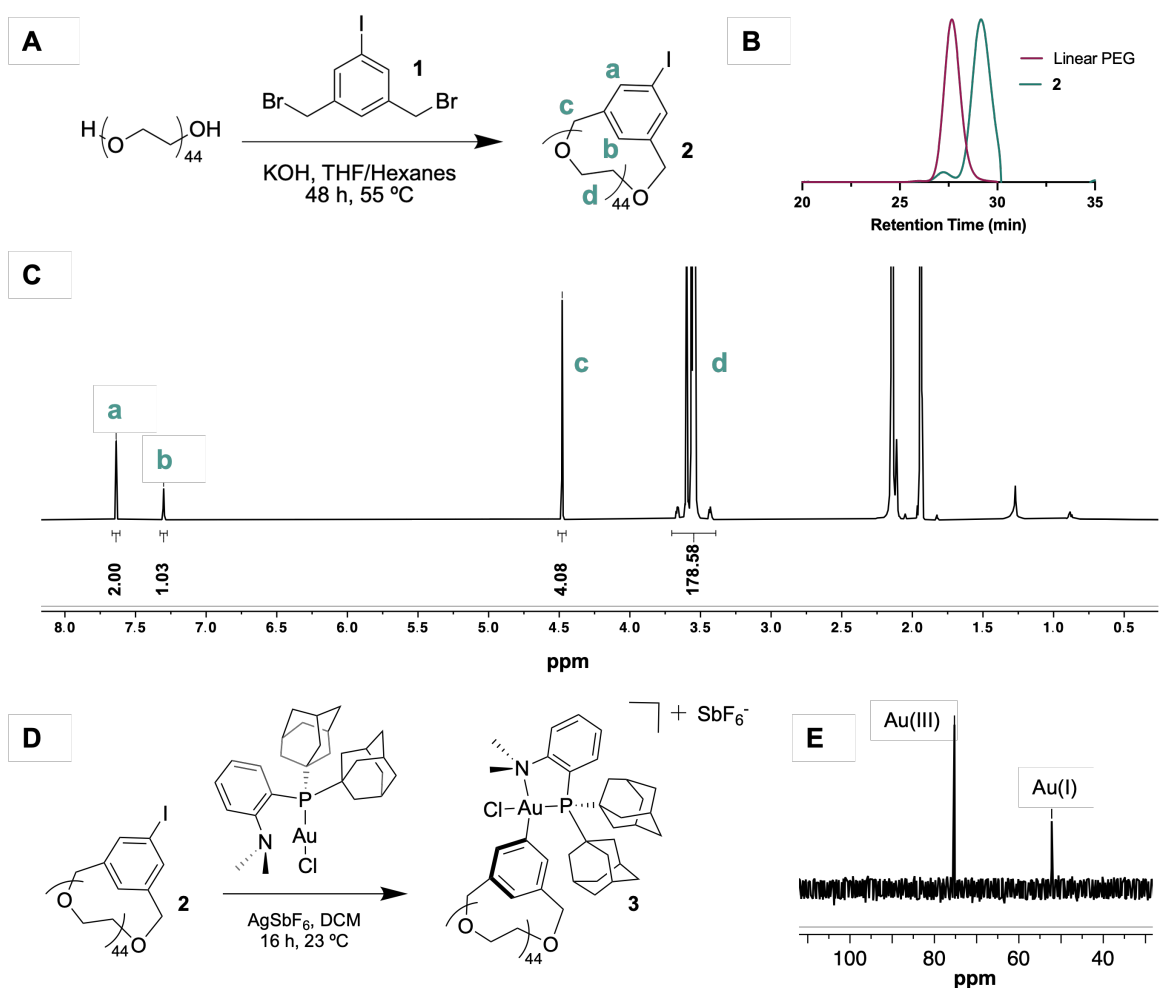 A
I
1
Br
Br
H
O
OH
44
KOH, THF/Hexanes
48 h, 55 ºC
I
a
c
b
O
2
d
44
O
B
Linear PEG
2
20
25
30
35
Retention Time (min)
C
a
b
c
d
2.00
1.03
4.08
178.58
8.0
7.5
7.0
6.5
6.0
5.5
5.0
4.5
4.0
3.5
3.0
2.5
2.0
1.5
1.0
0.5
ppm
D
I
O
2
44
O
P
N
Au
Cl
AgSbF6, DCM
16 h, 23 ºC
+ SbF6-
N
Cl
Au
P
3
O
O
44
E
Au(III)
Au(I)
100
80
60
40
ppm